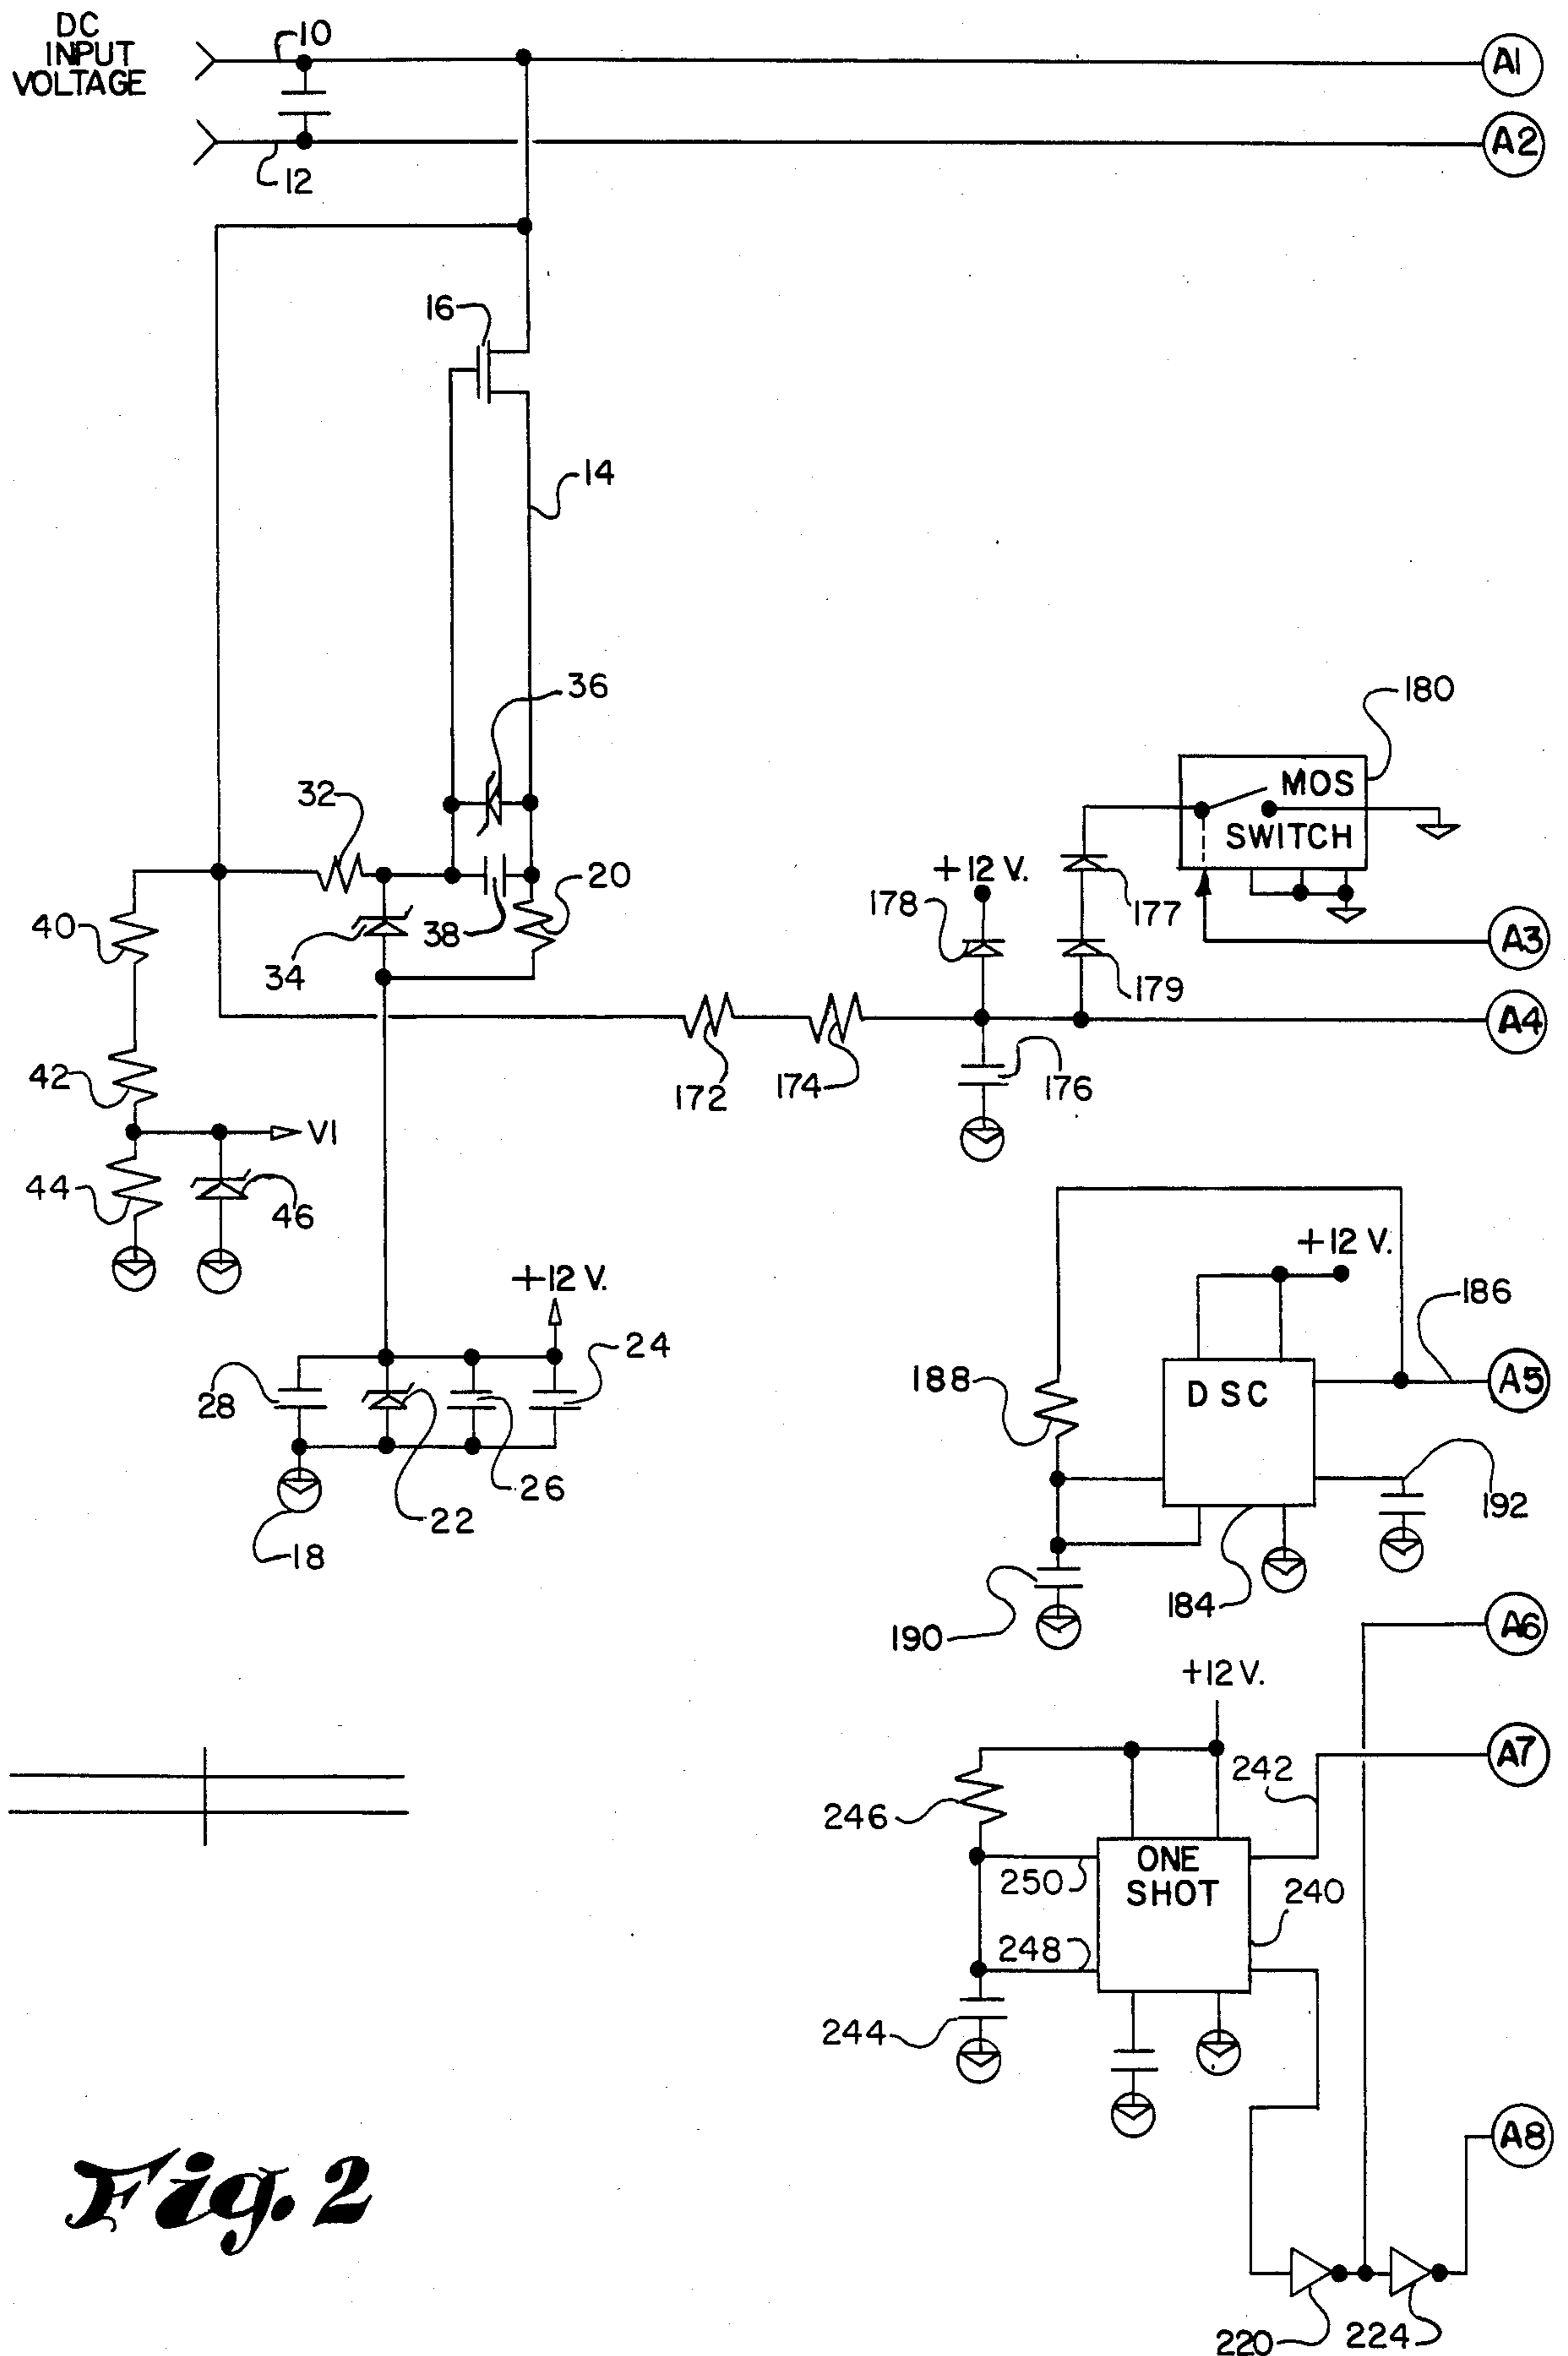 DC
INPUT
VOLTAGE
10
A1
12
A2
16
14
36
180
MOS
SWITCH
32
20
+12 V.
178
177
40
38
34
A3
179
A4
42
172
174
176
V1
44
46
+12 V.
+12 V.
186
24
188
DSC
A5
28
26
192
22
18
184
190
A6
+12 V.
A7
242
246
ONE
SHOT
250
240
248
244
A8
Fig. 2
220
224